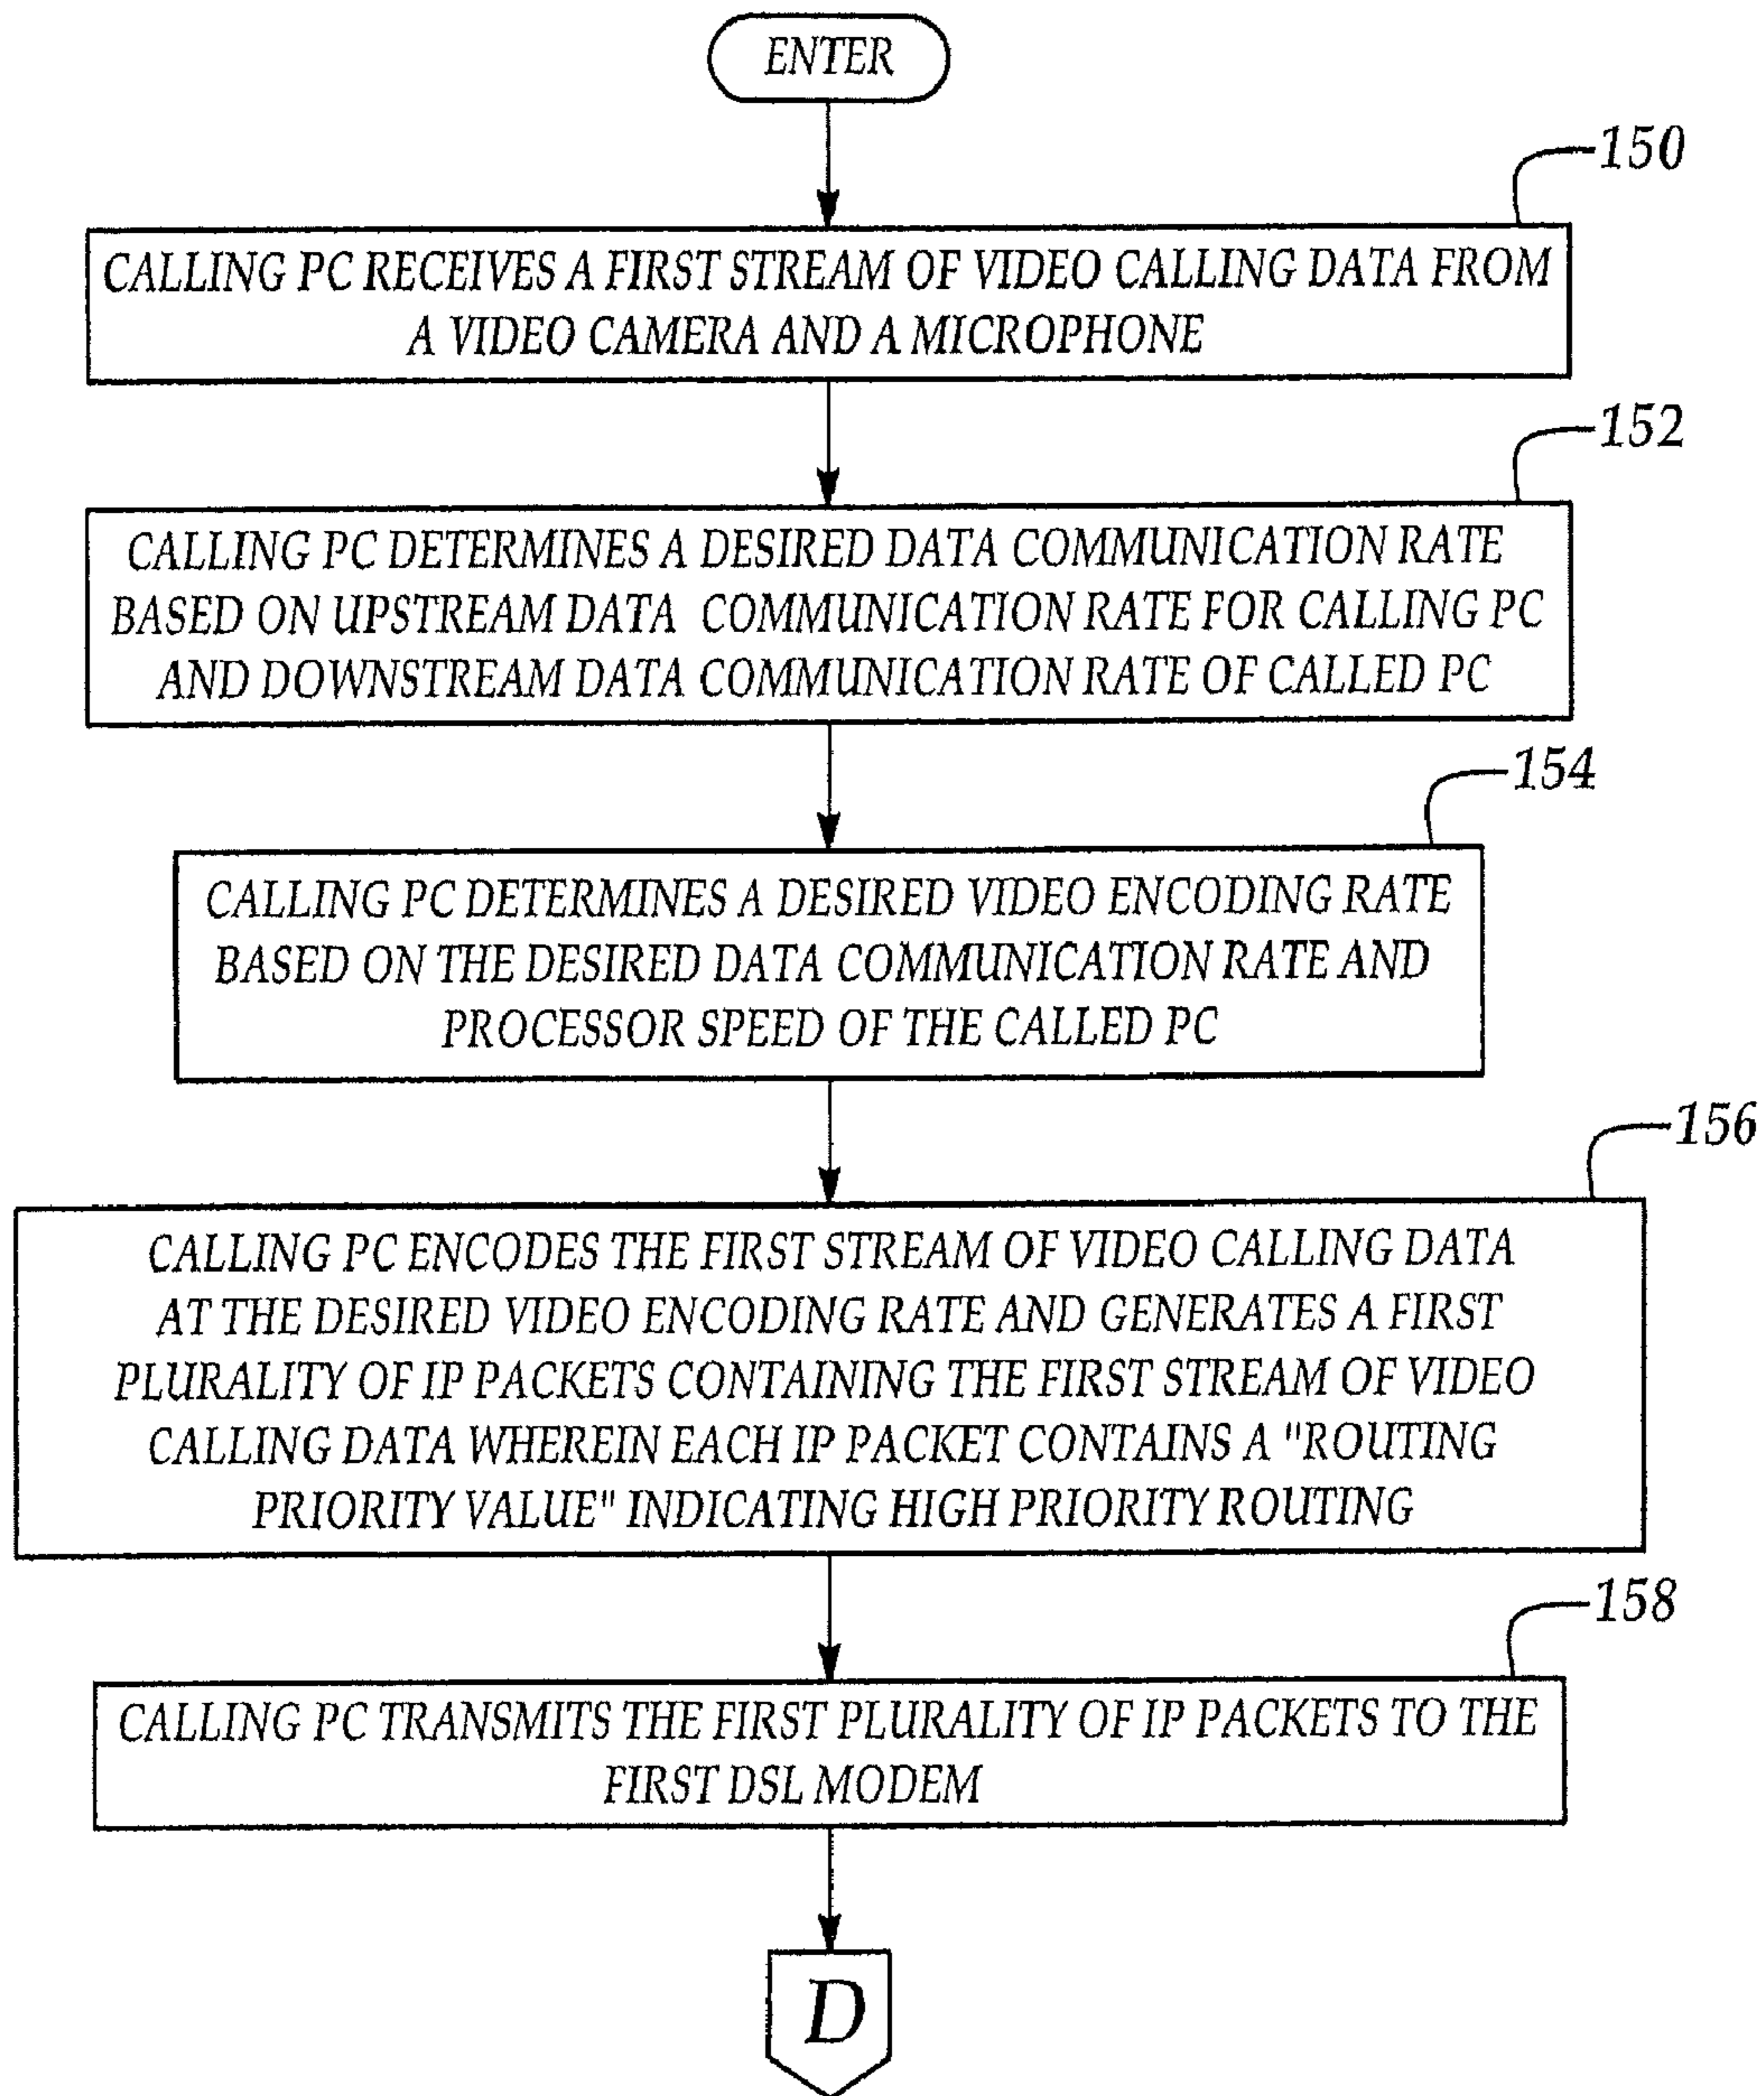 ENTER
150
CALLING PC RECEIVES A FIRST STREAM OF VIDEO CALLING DATA FROM
A VIDEO CAMERA AND A MICROPHONE
152
CALLING PC DETERMINES A DESIRED DATA COMMUNICATION RATE
BASED ON UPSTREAM DATA COMMUNICATION RATE FOR CALLING PC
AND DOWNSTREAM DATA COMMUNICATION RATE OF CALLED PC
154
CALLING PC DETERMINES A DESIRED VIDEO ENCODING RATE
BASED ON THE DESIRED DATA COMMUNICATION RATE AND
PROCESSOR SPEED OF THE CALLED PC
156
CALLING PC ENCODES THE FIRST STREAM OF VIDEO CALLING DATA
AT THE DESIRED VIDEO ENCODING RATE AND GENERATES A FIRST
PLURALITY OF IP PACKETS CONTAINING THE FIRST STREAM OF VIDEO
CALLING DATA WHEREIN EACH IP PACKET CONTAINS A "ROUTING
PRIORITY VALUE" INDICATING HIGH PRIORITY ROUTING
158
CALLING PC TRANSMITS THE FIRST PLURALITY OF IP PACKETS TO THE
FIRST DSL MODEM
D